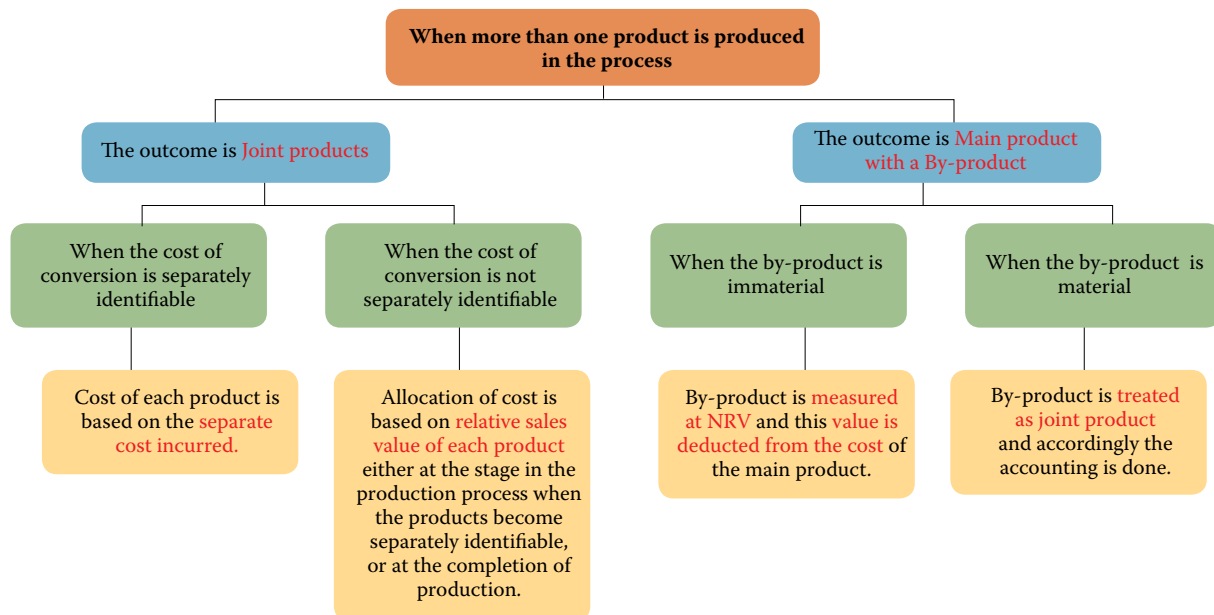 When more than one product is produced
in the process
The outcome is Joint products
The outcome is Main product
with a By-product
When the cost of
conversion is separately
identifiable
When the cost of
conversion is not
separately identifiable
When the by-product is
immaterial
When the by-product is
material
Cost of each product is
based on the separate
cost incurred.
Allocation of cost is
based on relative sales
value of each product
either at the stage in the
production process when
the products become
separately identifiable,
or at the completion of
production.
By-product is measured
at NRV and this value is
deducted from the cost of
the main product.
By-product is treated
as joint product
and accordingly the
accounting is done.